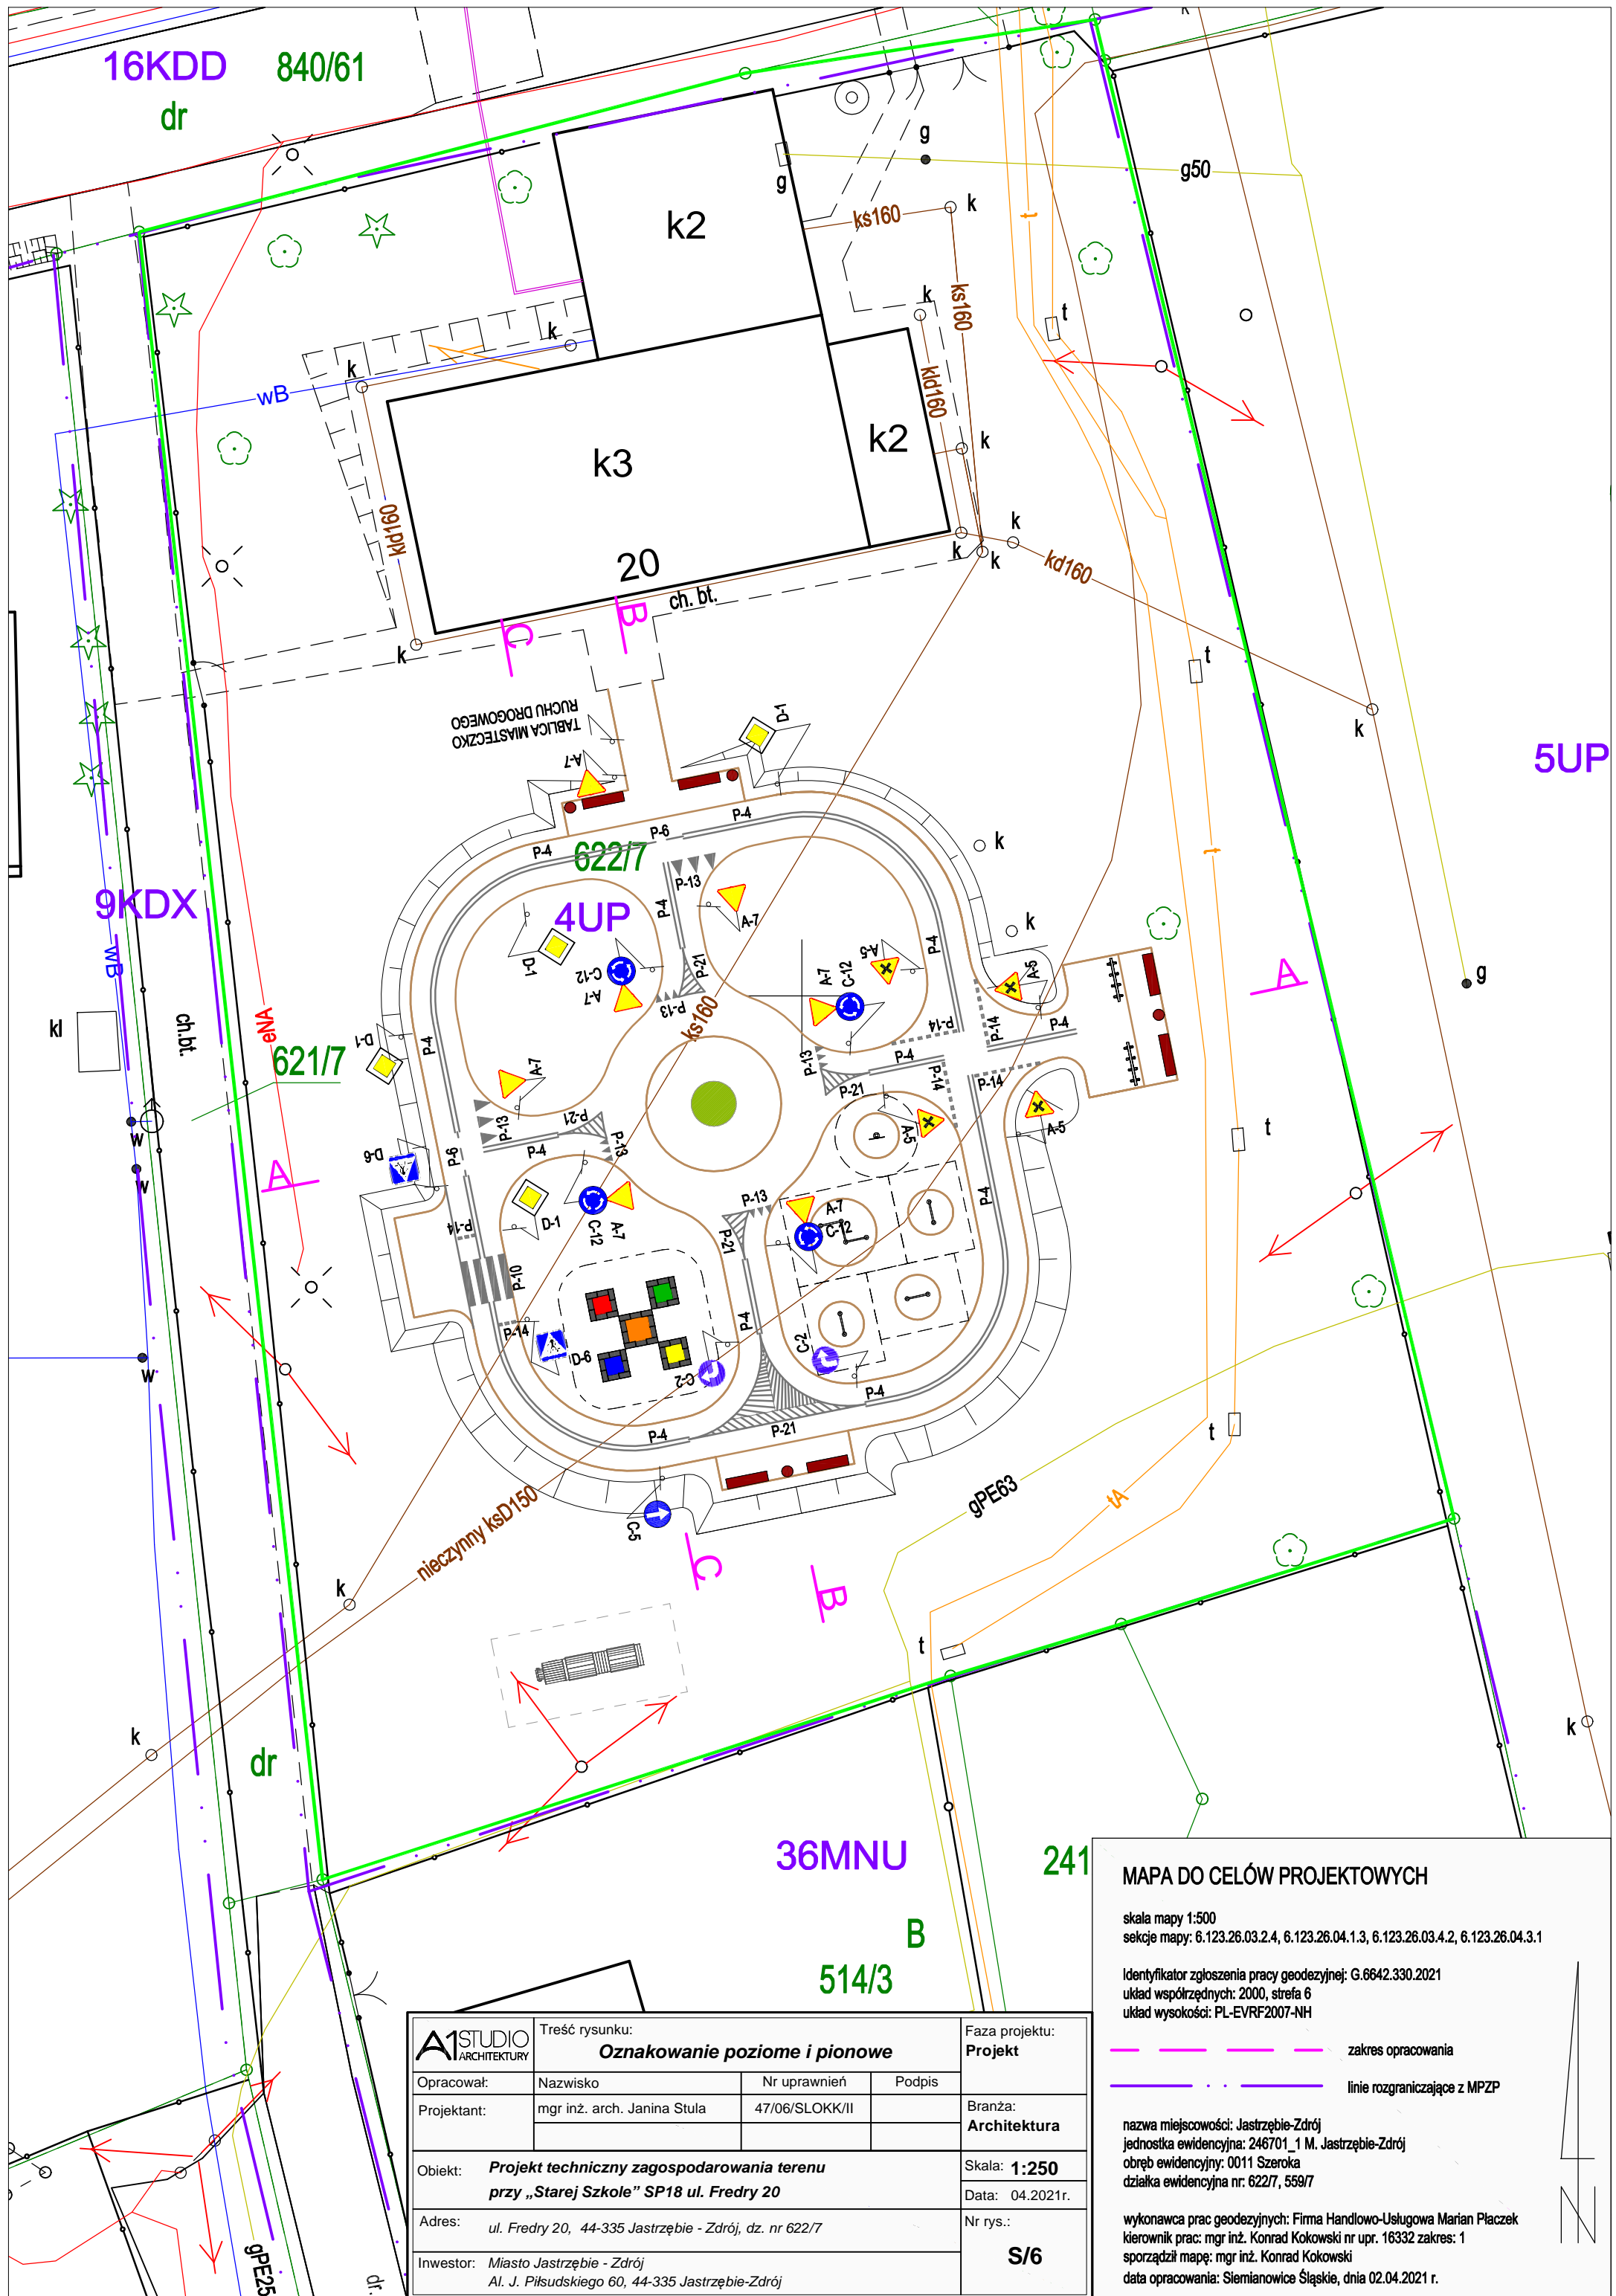 16KDD 840/61
dr
k2
g
g
g50
ks160
k
t
ks160
k
k
k
wB
kld160
k3
k2
kld160
k
20
ch. bt.
k
k
k
kd160
k
t
t
C
B
k
5UP
TABLICA MIASTECZKO
RUCHU DROGOWEGO
A-7
D-1
P-4
P-6
P-4
622/7
P-13
k
9KDX
4UP
P-4
A-7
P-4
k
D-1
C-12
A-7
P-21
P-13
A-7
C-12
A-5
A-5
A
g
wB
kl
ch.bt.
eNA
ks160
P-14
P-14
P-4
D-1
P-4
621/7
A-7
P-13
P-4
P-14
P-14
P-21
A-5
A-5
w
w
w
P-13
P-21
P-4
P-13
D-6
P-6
t
t
A
P-14
D-1
C-12
A-7
P-13
P-21
A-7
C-12
P-4
P-10
P-14
D-6
P-4
C-2
C-2
P-4
P-4
P-21
t
gPE63
tA
nieczynny ksD150
C-5
C
B
k
t
k
k
dr
36MNU
241
B
514/3
gPE25
dr.
MAPA DO CELÓW PROJEKTOWYCH
skala mapy 1:500
sekcje mapy: 6.123.26.03.2.4, 6.123.26.04.1.3, 6.123.26.03.4.2, 6.123.26.04.3.1
Identyfikator zgłoszenia pracy geodezyjnej: G.6642.330.2021
układ współrzędnych: 2000, strefa 6
układ wysokości: PL-EVRF2007-NH
zakres opracowania
linie rozgraniczające z MPZP
nazwa miejscowości: Jastrzębie-Zdrój
jednostka ewidencyjna: 246701_1 M. Jastrzębie-Zdrój
obręb ewidencyjny: 0011 Szeroka
działka ewidencyjna nr: 622/7, 559/7
wykonawca prac geodezyjnych: Firma Handlowo-Usługowa Marian Płaczek
kierownik prac: mgr inż. Konrad Kokowski nr upr. 16332 zakres: 1
sporządził mapę: mgr inż. Konrad Kokowski
data opracowania: Siemianowice Śląskie, dnia 02.04.2021 r.
N
A1 STUDIO
ARCHITEKTURY
Treść rysunku:
Oznakowanie poziome i pionowe
Faza projektu:
Projekt
Opracował: Nazwisko Nr uprawnień Podpis
Projektant: mgr inż. arch. Janina Stula 47/06/SLOKK/II
Branża:
Architektura
Obiekt: Projekt techniczny zagospodarowania terenu
przy „Starej Szkole” SP18 ul. Fredry 20
Skala: 1:250
Data: 04.2021r.
Adres: ul. Fredry 20, 44-335 Jastrzębie - Zdrój, dz. nr 622/7
Nr rys.:
S/6
Inwestor: Miasto Jastrzębie - Zdrój
Al. J. Piłsudskiego 60, 44-335 Jastrzębie-Zdrój